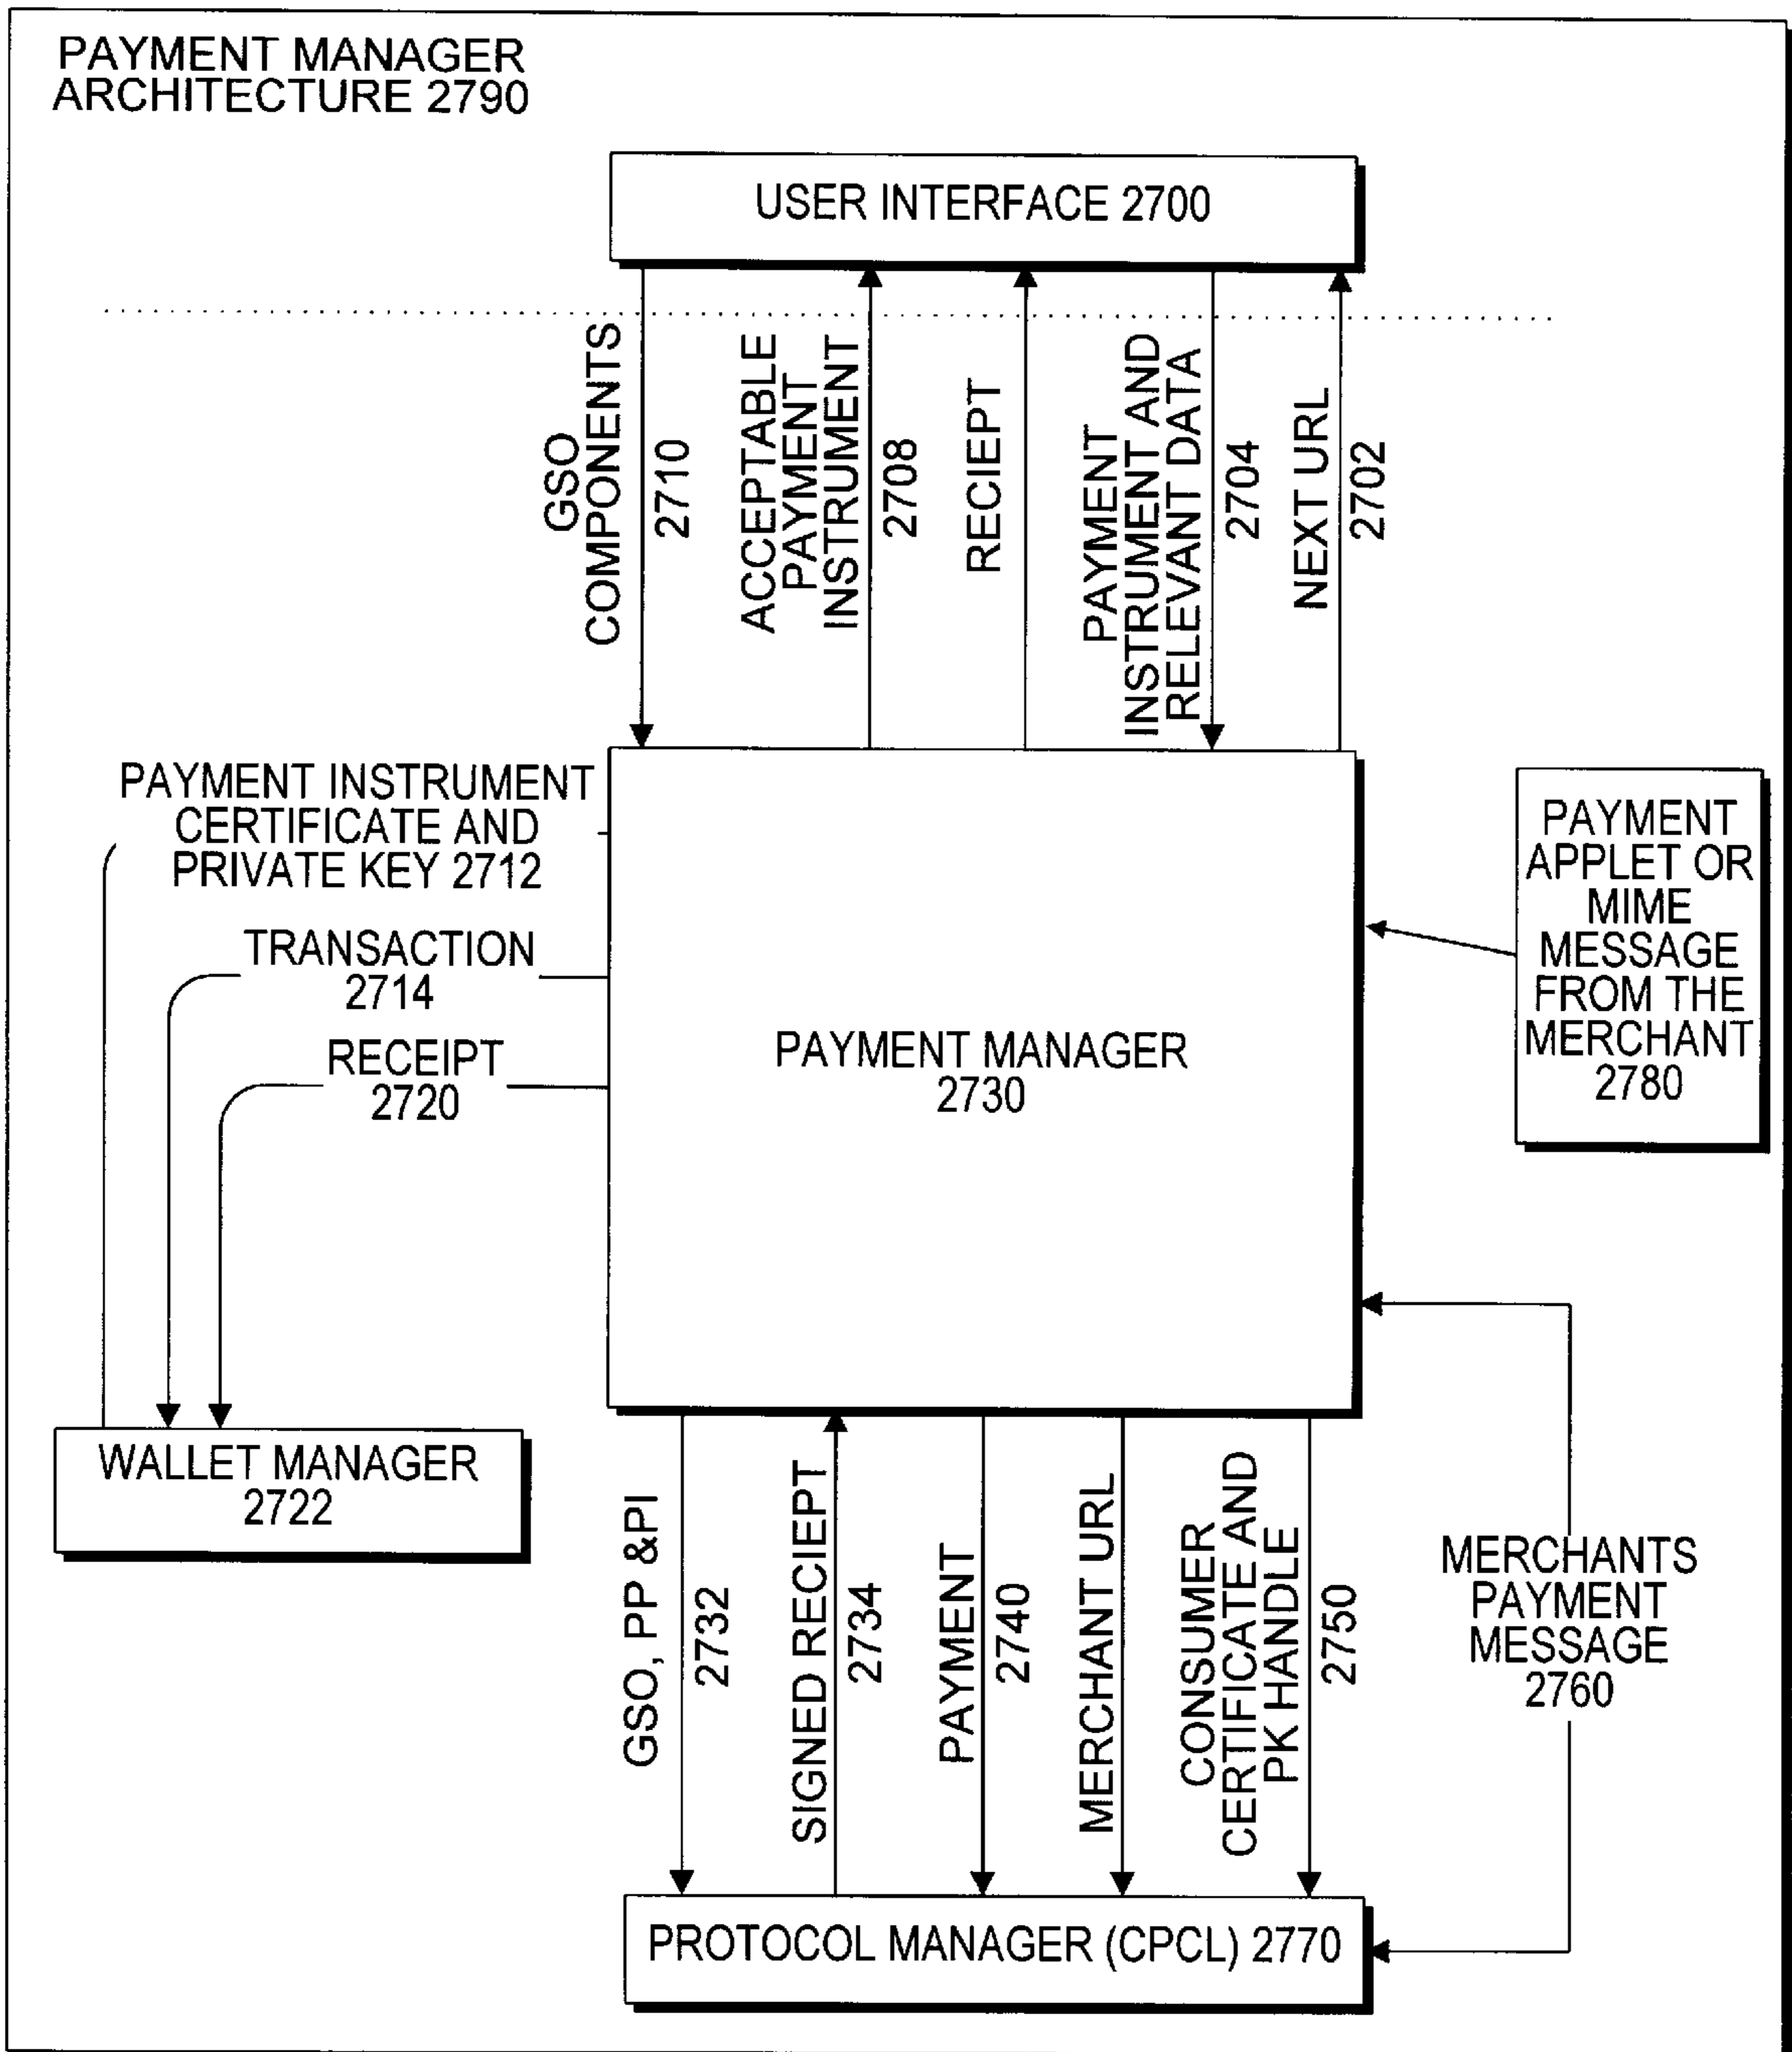 PAYMENT MANAGER
ARCHITECTURE 2790
USER INTERFACE 2700
GSO
COMPONENTS
2710
ACCEPTABLE
PAYMENT
INSTRUMENT
2708
RECIEPT
PAYMENT
INSTRUMENT AND
RELEVANT DATA
2704
NEXT URL
2702
PAYMENT INSTRUMENT
CERTIFICATE AND
PRIVATE KEY 2712
TRANSACTION
2714
RECEIPT
2720
PAYMENT MANAGER
2730
PAYMENT
APPLET OR
MIME
MESSAGE
FROM THE
MERCHANT
2780
WALLET MANAGER
2722
GSO, PP &PI
2732
SIGNED RECIEPT
2734
PAYMENT
2740
MERCHANT URL
CONSUMER
CERTIFICATE AND
PK HANDLE
2750
MERCHANTS
PAYMENT
MESSAGE
2760
PROTOCOL MANAGER (CPCL) 2770